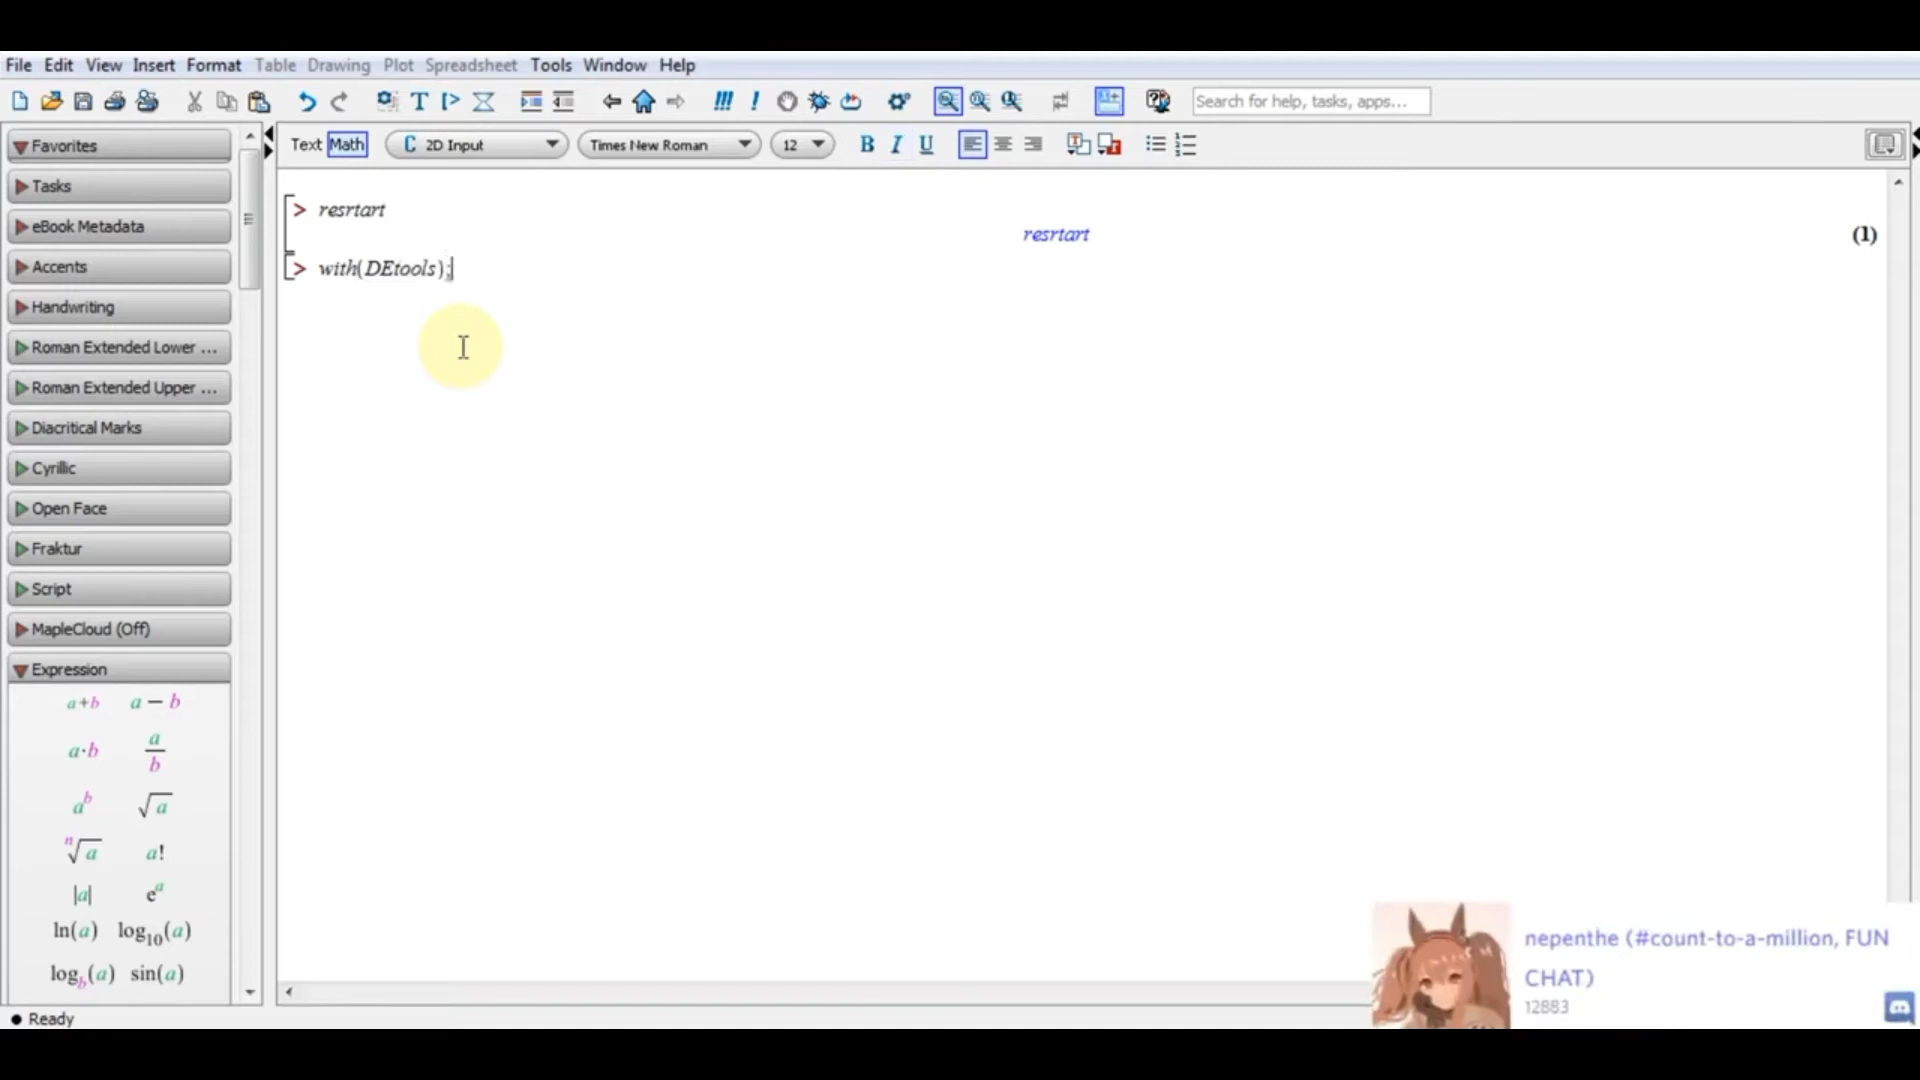 File Edit View Insert Format Table Drawing Plot Spreadsheet Tools Window Help
Search for help, tasks, apps...
Text Math C 2D Input Times New Roman 12 B I U
Favorites
Tasks
eBook Metadata
Accents
Handwriting
Roman Extended Lower ...
Roman Extended Upper ...
Diacritical Marks
Cyrillic
Open Face
Fraktur
Script
MapleCloud (Off)
Expression
a+b a − b
a·b a/b
a^b √a
n√a a!
|a| e^a
ln(a) log10(a)
log_b(a) sin(a)
> resrtart
resrtart (1)
> with(DEtools);
nepenthe (#count-to-a-million, FUN
CHAT)
12883
Ready